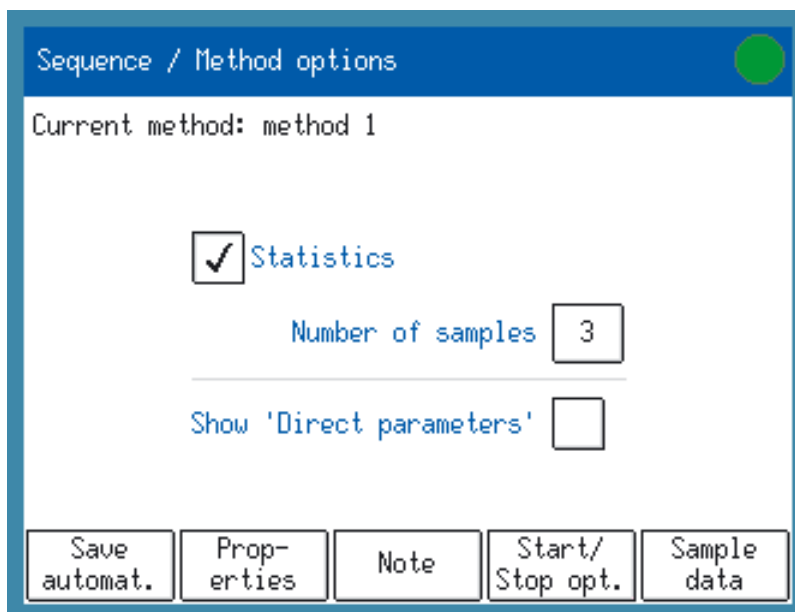 Sequence / Method options
Current method: method 1
✓ Statistics
Number of samples 3
Show 'Direct parameters'
Save automat.
Prop-erties
Note
Start/Stop opt.
Sample data